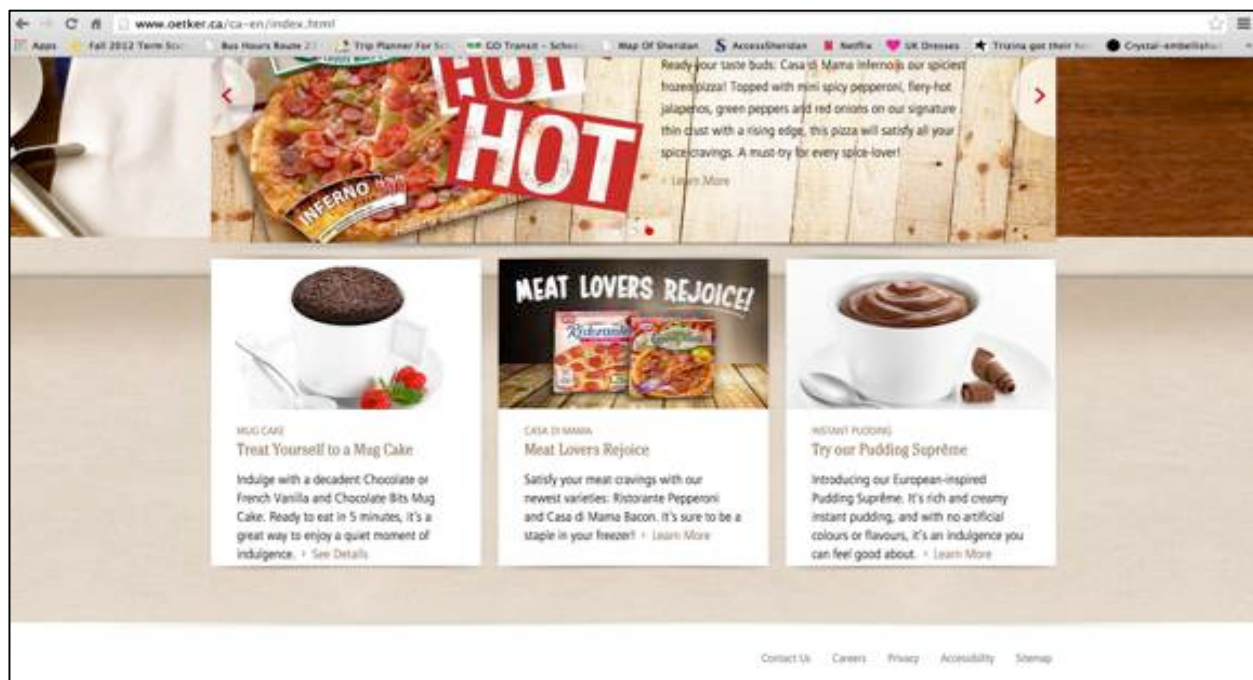 www.oetker.ca/ca-en/index.html
Apps Fall 2012 Term Bus Hours Route Trip Planner For GO Transit - Map Of Sheridan AccessSheridan Netflix UK Dresses Trizina got their Crystal-embellished
Ready your taste buds: Casa di Mama Inferno is our spiciest
frozen pizza! Topped with mini spicy pepperoni, fiery-hot
jalapenos, green peppers and red onions on our signature
thin crust with a rising edge, this pizza will satisfy all your
spice cravings. A must-try for every spice-lover!
Learn More
HOT
HOT
INFERNO
MEAT LOVERS REJOICE!
Ristorante
MUG CAKE
Treat Yourself to a Mug Cake
Indulge with a decadent Chocolate or
French Vanilla and Chocolate Bits Mug
Cake. Ready to eat in 5 minutes, it's a
great way to enjoy a quiet moment of
indulgence. › See Details
CASA DI MAMA
Meat Lovers Rejoice
Satisfy your meat cravings with our
newest varieties: Ristorante Pepperoni
and Casa di Mama Bacon. It's sure to be a
staple in your freezer! › Learn More
INSTANT PUDDING
Try our Pudding Suprême
Introducing our European-inspired
Pudding Suprême. It's rich and creamy
instant pudding, and with no artificial
colours or flavours, it's an indulgence you
can feel good about. › Learn More
Contact Us Careers Privacy Accessibility Sitemap